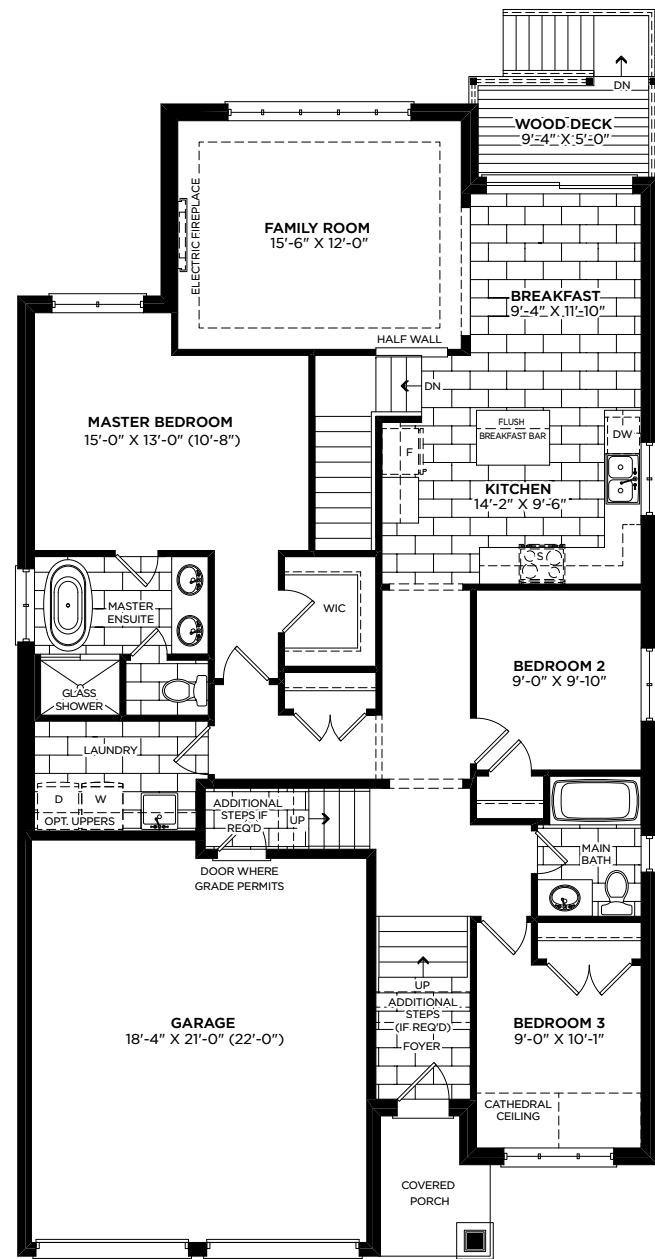 DN
WOOD DECK
9'-4" X 5'-0"
ELECTRIC FIREPLACE
FAMILY ROOM
15'-6" X 12'-0"
BREAKFAST
9'-4" X 11'-10"
HALF WALL
DN
MASTER BEDROOM
15'-0" X 13'-0" (10'-8")
FLUSH
BREAKFAST BAR
DW
F
KITCHEN
14'-2" X 9'-6"
S
MASTER
ENSUITE
WIC
GLASS
SHOWER
BEDROOM 2
9'-0" X 9'-10"
LAUNDRY
D
W
OPT. UPPERS
ADDITIONAL
STEPS IF
REQ'D
UP
DOOR WHERE
GRADE PERMITS
MAIN
BATH
UP
ADDITIONAL
STEPS
(IF REQ'D)
FOYER
GARAGE
18'-4" X 21'-0" (22'-0")
BEDROOM 3
9'-0" X 10'-1"
CATHEDRAL
CEILING
COVERED
PORCH